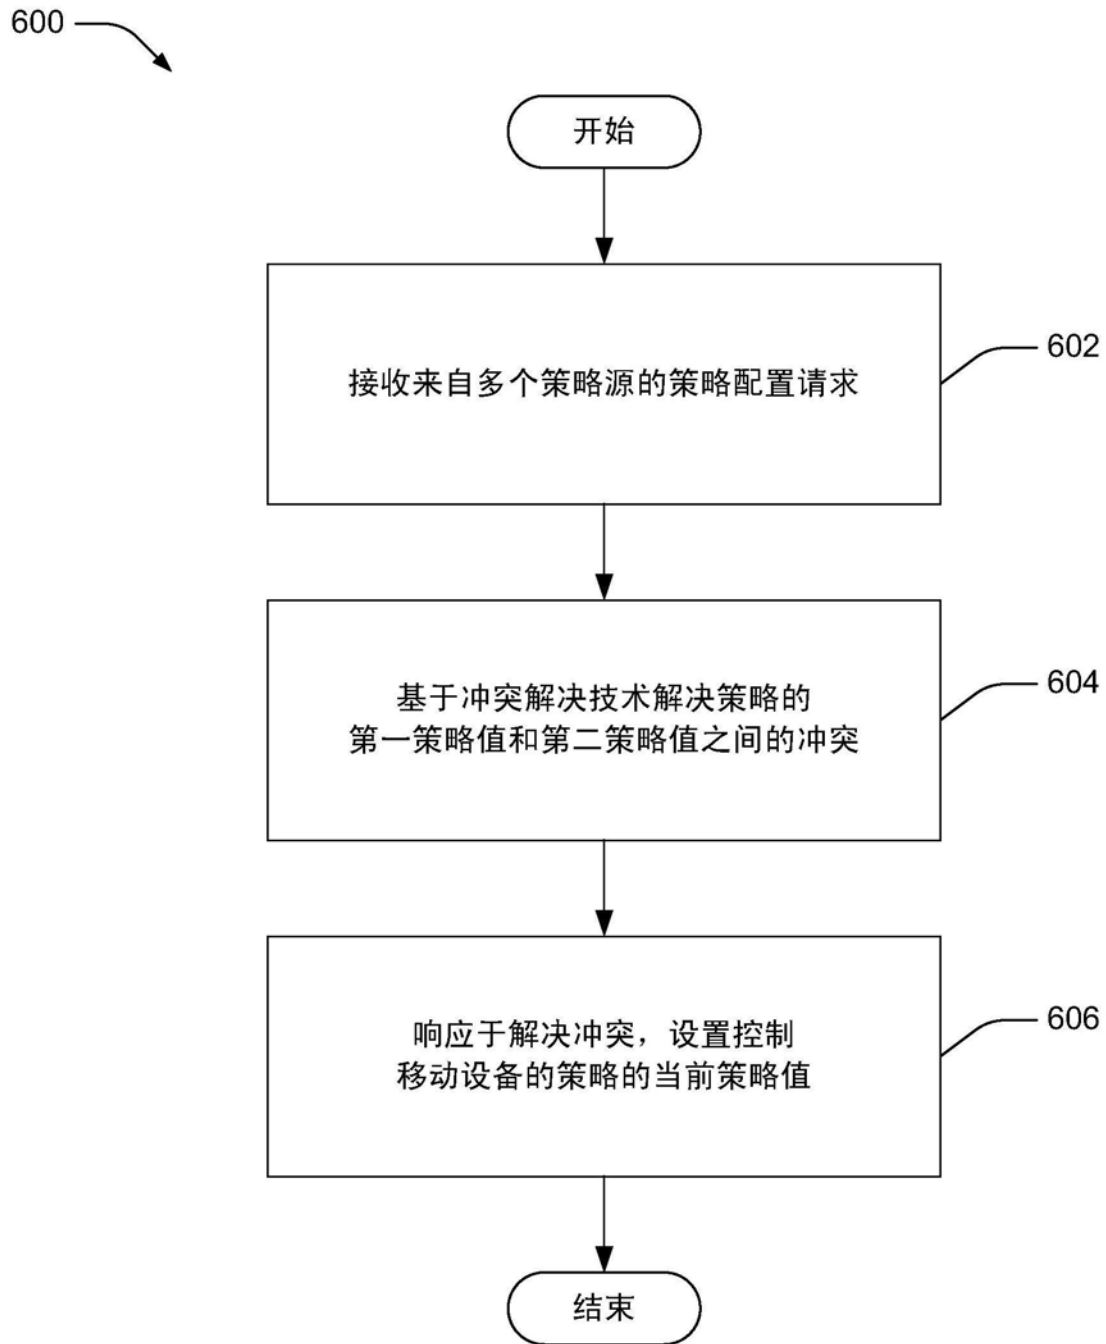 600
开始
接收来自多个策略源的策略配置请求
602
基于冲突解决技术解决策略的
第一策略值和第二策略值之间的冲突
604
响应于解决冲突，设置控制
移动设备的策略的当前策略值
606
结束